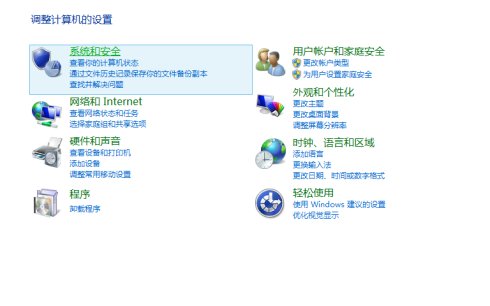 调整计算机的设置
系统和安全
查看你的计算机状态
通过文件历史记录保存你的文件备份副本
查找并解决问题
网络和 Internet
查看网络状态和任务
选择家庭组和共享选项
硬件和声音
查看设备和打印机
添加设备
调整常用移动设置
程序
卸载程序
用户帐户和家庭安全
更改帐户类型
为用户设置家庭安全
外观和个性化
更改主题
更改桌面背景
调整屏幕分辨率
时钟、语言和区域
添加语言
更换输入法
更改日期、时间或数字格式
轻松使用
使用 Windows 建议的设置
优化视觉显示